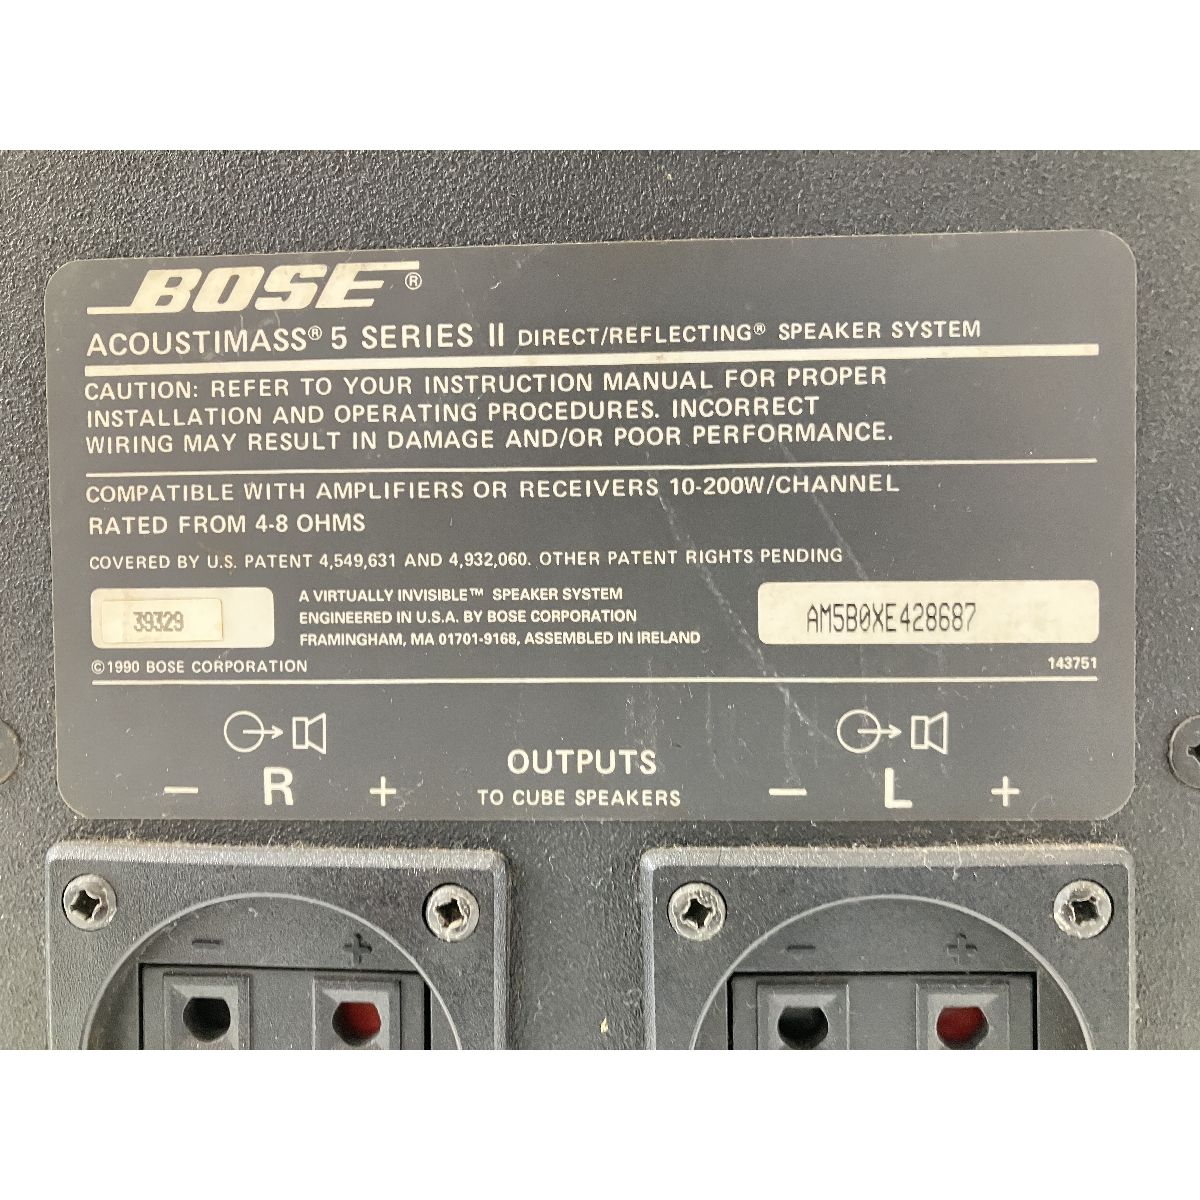 BOSE®
ACOUSTIMASS® 5 SERIES II DIRECT/REFLECTING® SPEAKER SYSTEM
CAUTION: REFER TO YOUR INSTRUCTION MANUAL FOR PROPER
INSTALLATION AND OPERATING PROCEDURES. INCORRECT
WIRING MAY RESULT IN DAMAGE AND/OR POOR PERFORMANCE.
COMPATIBLE WITH AMPLIFIERS OR RECEIVERS 10-200W/CHANNEL
RATED FROM 4-8 OHMS
COVERED BY U.S. PATENT 4,549,631 AND 4,932,060. OTHER PATENT RIGHTS PENDING
39329
A VIRTUALLY INVISIBLE™ SPEAKER SYSTEM
ENGINEERED IN U.S.A. BY BOSE CORPORATION
FRAMINGHAM, MA 01701-9168, ASSEMBLED IN IRELAND
AM5B0XE428687
©1990 BOSE CORPORATION
143751
- R +
OUTPUTS
TO CUBE SPEAKERS
- L +
- +
- +